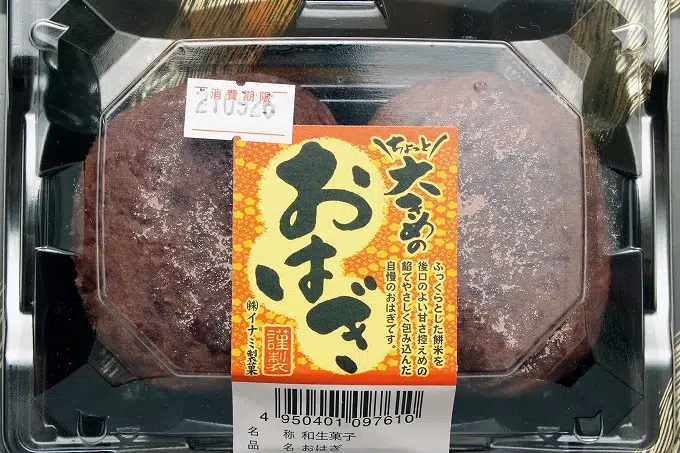 消費期限
210926
ちょっと
大きめの
おはぎ
ふっくらとした餅米を
後口のよい甘さ控えめの
餡でやさしく包み込んだ
自慢のおはぎです。
㈱イナミ製菓
謹製
4 950401 097610
名 称 和生菓子
品 名 おはぎ